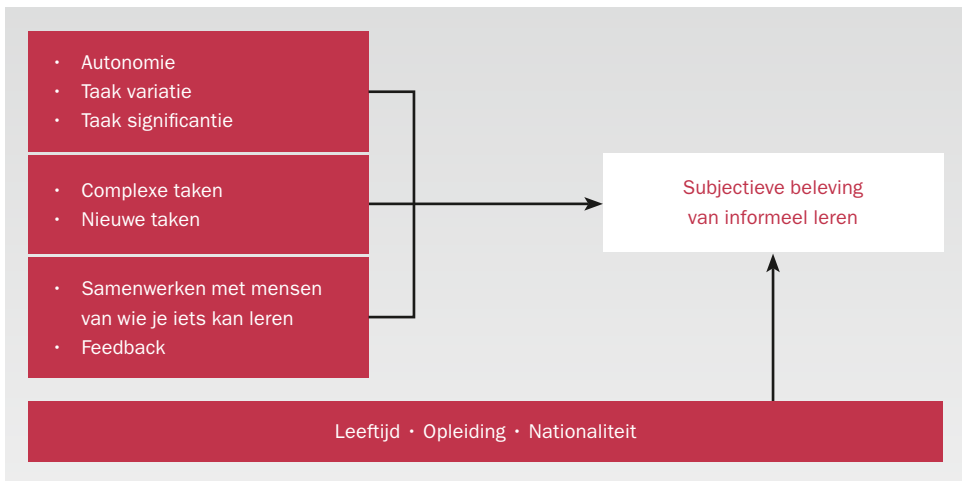 · Autonomie
· Taak variatie
· Taak significantie
· Complexe taken
· Nieuwe taken
· Samenwerken met mensen
van wie je iets kan leren
· Feedback
Subjectieve beleving
van informeel leren
Leeftijd · Opleiding · Nationaliteit